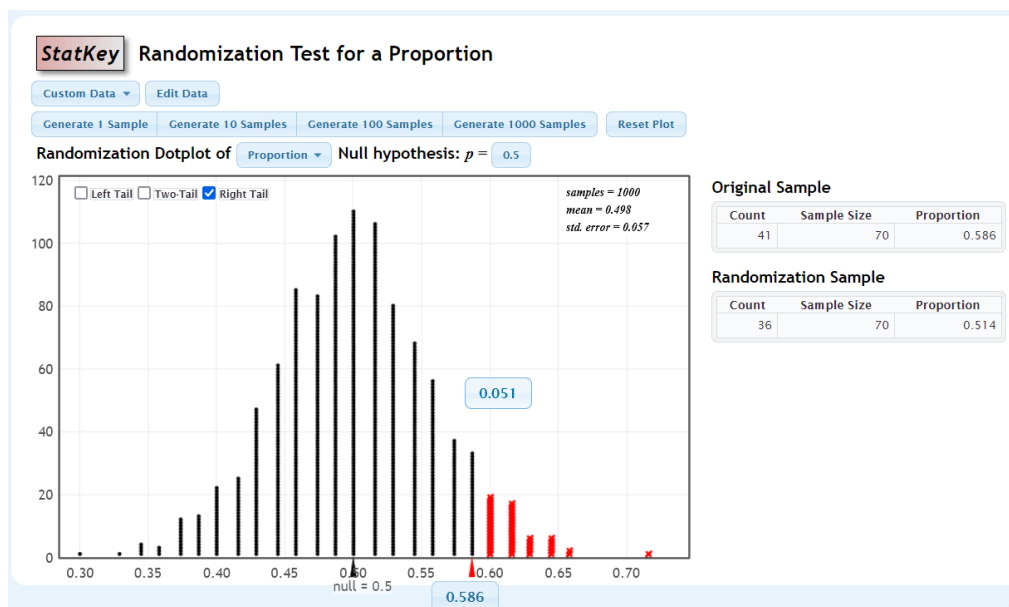 StatKey Randomization Test for a Proportion
Custom Data Edit Data
Generate 1 Sample Generate 10 Samples Generate 100 Samples Generate 1000 Samples Reset Plot
Randomization Dotplot of Proportion Null hypothesis: p = 0.5
Left Tail Two-Tail Right Tail
samples = 1000
mean = 0.498
std. error = 0.057
120
100
80
60
40
20
0
0.051
0.30 0.35 0.40 0.45 0.50 0.55 0.60 0.65 0.70
null = 0.5
0.586
Original Sample
Count Sample Size Proportion
41 70 0.586
Randomization Sample
Count Sample Size Proportion
36 70 0.514